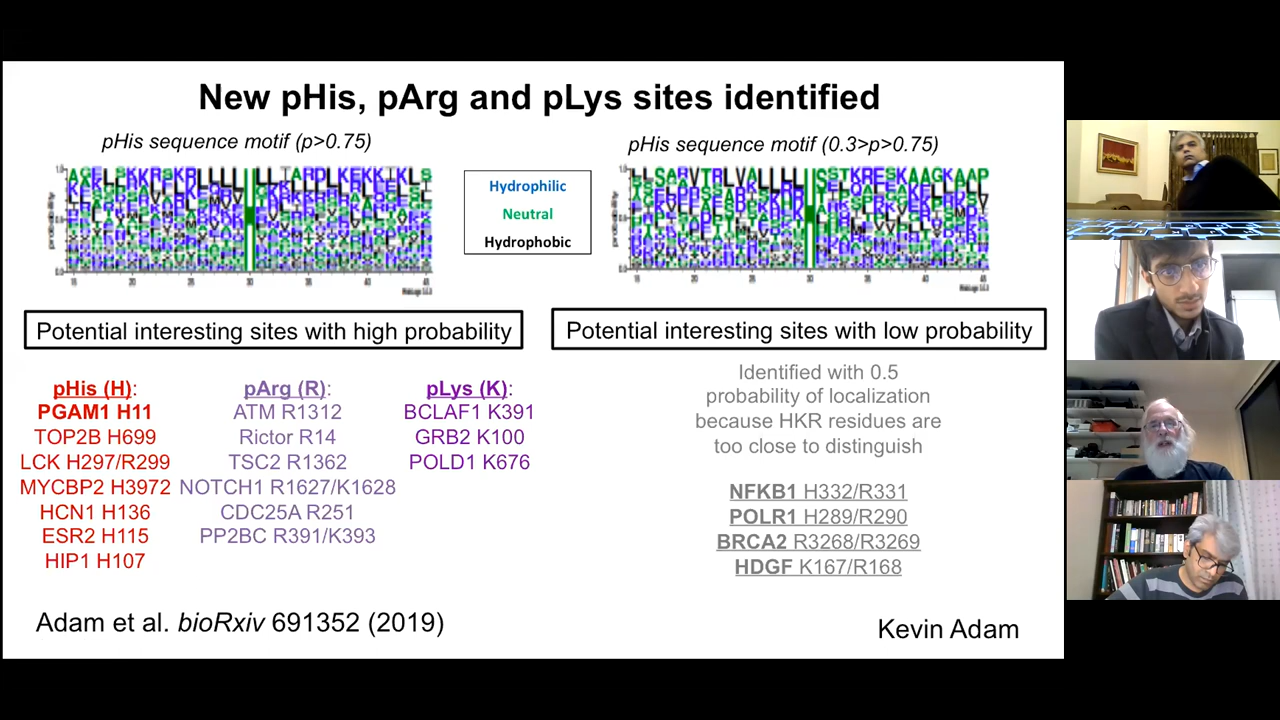 New pHis, pArg and pLys sites identified
pHis sequence motif (p>0.75)
pHis sequence motif (0.3>p>0.75)
Hydrophilic
Neutral
Hydrophobic
Potential interesting sites with high probability
Potential interesting sites with low probability
pHis (H):
PGAM1 H11
TOP2B H699
LCK H297/R299
MYCBP2 H3972
HCN1 H136
ESR2 H115
HIP1 H107
pArg (R):
ATM R1312
Rictor R14
TSC2 R1362
NOTCH1 R1627/K1628
CDC25A R251
PP2BC R391/K393
pLys (K):
BCLAF1 K391
GRB2 K100
POLD1 K676
Identified with 0.5
probability of localization
because HKR residues are
too close to distinguish
NFKB1 H332/R331
POLR1 H289/R290
BRCA2 R3268/R3269
HDGF K167/R168
Adam et al. bioRxiv 691352 (2019)
Kevin Adam